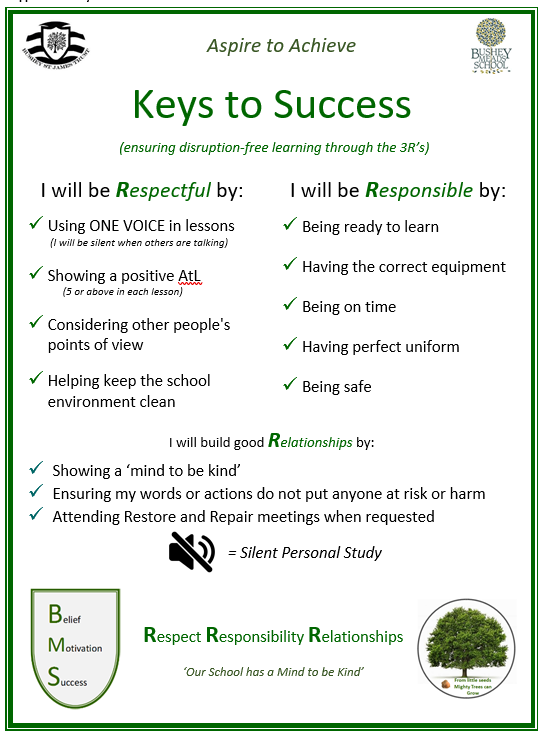 BUSHEY ST JAMES TRUST
Aspire to Achieve
BUSHEY
MEADS
SCHOOL
Keys to Success
(ensuring disruption-free learning through the 3R's)
I will be Respectful by:
Using ONE VOICE in lessons
(I will be silent when others are talking)
Showing a positive AtL
(5 or above in each lesson)
Considering other people's
points of view
Helping keep the school
environment clean
I will be Responsible by:
Being ready to learn
Having the correct equipment
Being on time
Having perfect uniform
Being safe
I will build good Relationships by:
Showing a 'mind to be kind'
Ensuring my words or actions do not put anyone at risk or harm
Attending Restore and Repair meetings when requested
= Silent Personal Study
Belief
Motivation
Success
Respect Responsibility Relationships
'Our School has a Mind to be Kind'
From little seeds
Mighty Trees can
Grow